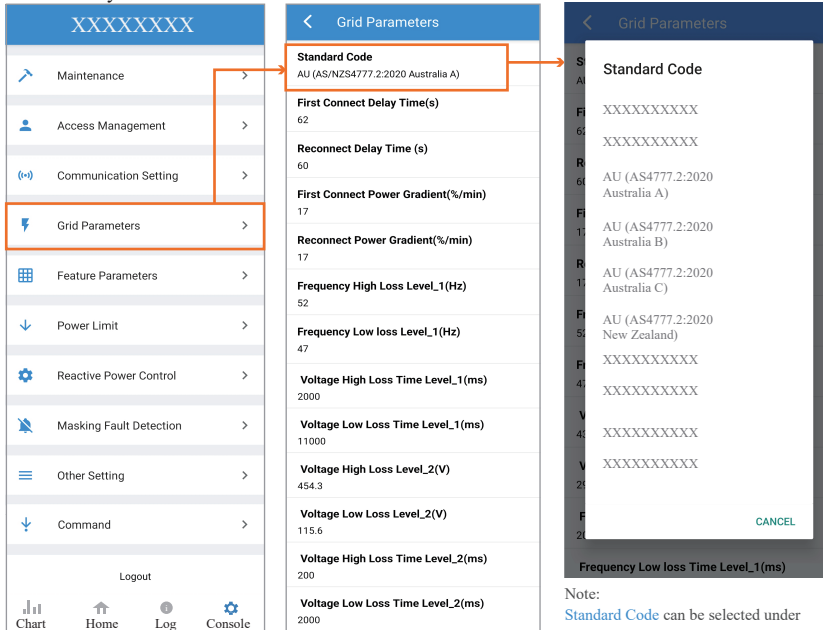 XXXXXXXX
Maintenance
Access Management
Communication Setting
Grid Parameters
Feature Parameters
Power Limit
Reactive Power Control
Masking Fault Detection
Other Setting
Command
Logout
Chart Home Log Console
Grid Parameters
Standard Code
AU (AS/NZS4777.2:2020 Australia A)
First Connect Delay Time(s)
62
Reconnect Delay Time (s)
60
First Connect Power Gradient(%/min)
17
Reconnect Power Gradient(%/min)
17
Frequency High Loss Level_1(Hz)
52
Frequency Low loss Level_1(Hz)
47
Voltage High Loss Time Level_1(ms)
2000
Voltage Low Loss Time Level_1(ms)
11000
Voltage High Loss Level_2(V)
454.3
Voltage Low Loss Level_2(V)
115.6
Voltage High Loss Time Level_2(ms)
200
Voltage Low Loss Time Level_2(ms)
2000
Grid Parameters
Standard Code
XXXXXXXXXX
XXXXXXXXXX
AU (AS4777.2:2020
Australia A)
AU (AS4777.2:2020
Australia B)
AU (AS4777.2:2020
Australia C)
AU (AS4777.2:2020
New Zealand)
XXXXXXXXXX
XXXXXXXXXX
XXXXXXXXXX
XXXXXXXXXX
CANCEL
Frequency Low loss Time Level_1(ms)
Note:
Standard Code can be selected under